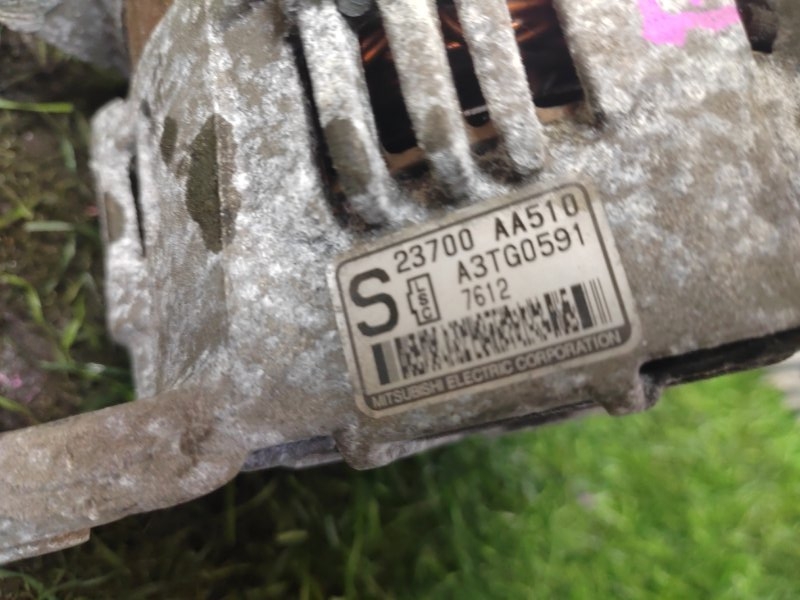 S
23700 AA510
A3TG0591
LSC
7612
MITSUBISHI ELECTRIC CORPORATION